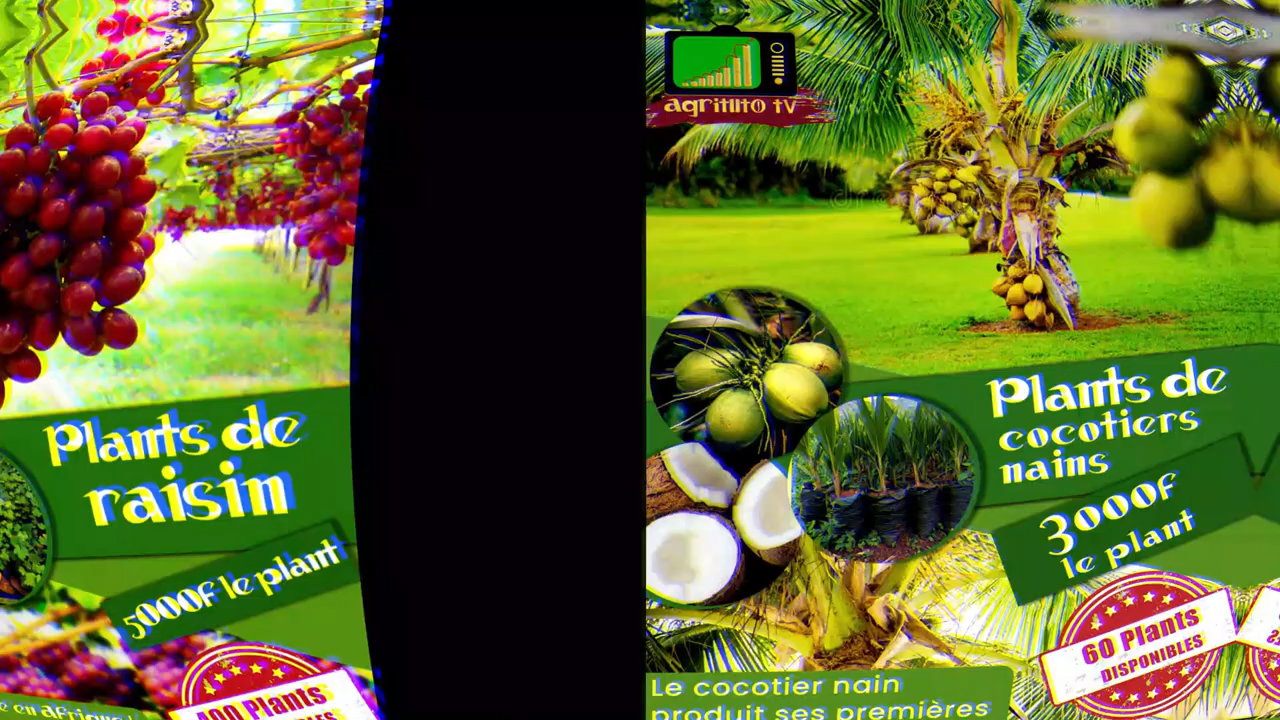 Plants de
raisin
5000F le plant
400 Plants
agritito tv
Plants de
cocotiers
nains
3000F
le plant
60 Plants
DISPONIBLES
Le cocotier nain
produit ses premières